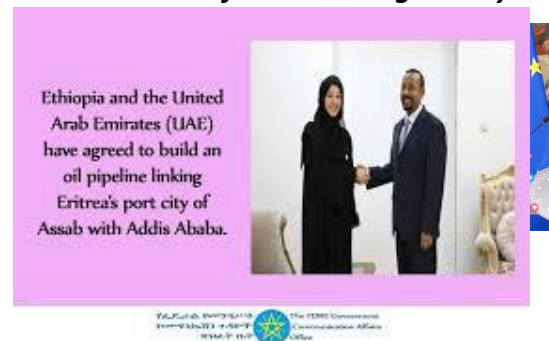 Ethiopia and the United
Arab Emirates (UAE)
have agreed to build an
oil pipeline linking
Eritrea's port city of
Assab with Addis Ababa.
The FDRE Government
Communication Affairs
Office